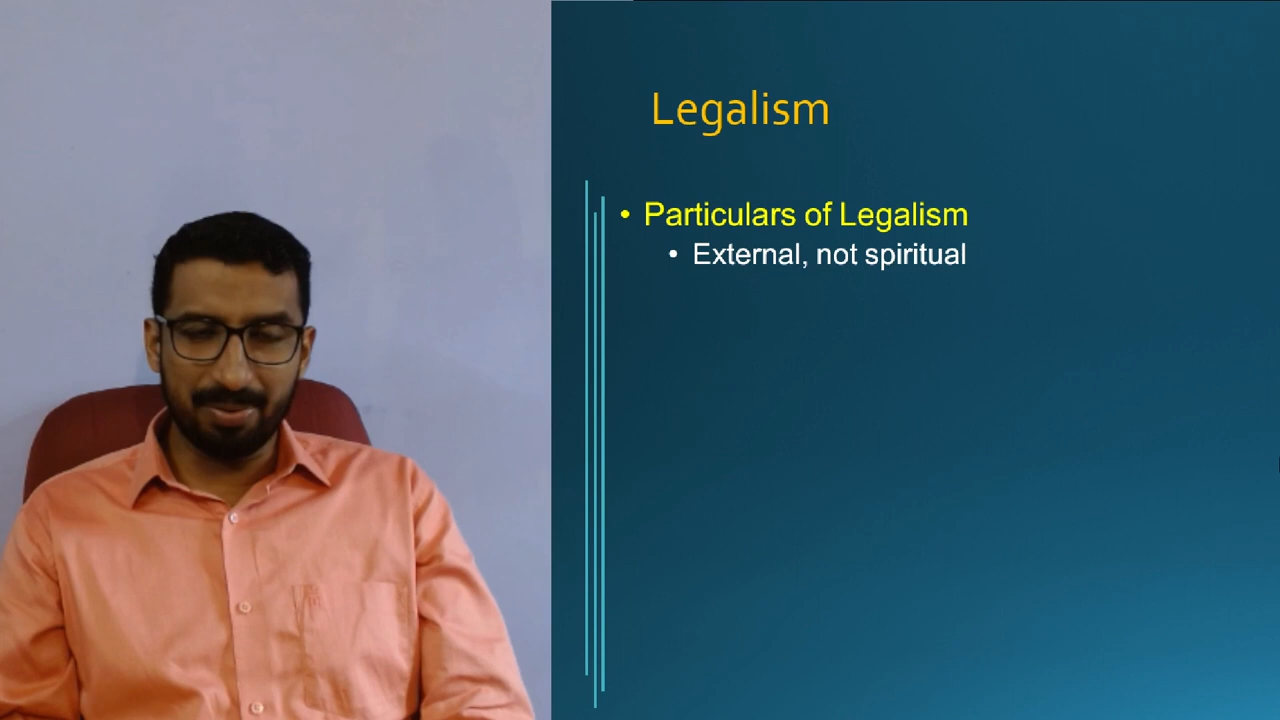 Legalism
• Particulars of Legalism
• External, not spiritual